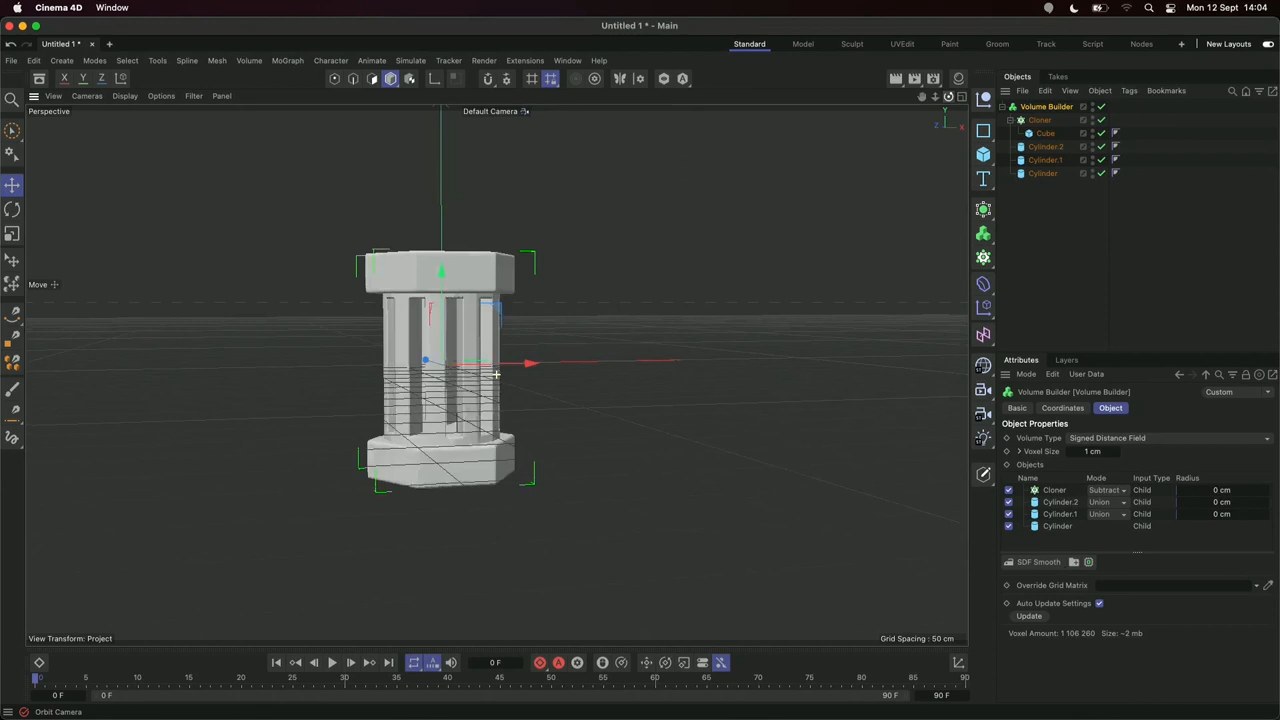 Cinema 4D Window Mon 12 Sept 14:04
Untitled 1 * - Main
Untitled 1 * Standard Model Sculpt UVEdit Paint Groom Track Script Nodes New Layouts
File Edit Create Modes Select Tools Spline Mesh Volume MoGraph Character Animate Simulate Tracker Render Extensions Window Help
X Y Z
Objects Takes
File Edit View Object Tags Bookmarks
View Cameras Display Options Filter Panel
Perspective Default Camera
Y Z X
Volume Builder
Cloner
Cube
Cylinder.2
Cylinder.1
Cylinder
Move
Attributes Layers
Mode Edit User Data
Volume Builder [Volume Builder] Custom
Basic Coordinates Object
Object Properties
Volume Type Signed Distance Field
Voxel Size 1 cm
Objects
Name Mode Input Type Radius
Cloner Subtract Child 0 cm
Cylinder.2 Union Child 0 cm
Cylinder.1 Union Child 0 cm
Cylinder Child
SDF Smooth
Override Grid Matrix
Auto Update Settings
Update
Voxel Amount: 1 106 260 Size: ~2 mb
View Transform: Project Grid Spacing : 50 cm
0 F
0 5 10 15 20 25 30 35 40 45 50 55 60 65 70 75 80 85 90
0 F 0 F 90 F 90 F
Orbit Camera